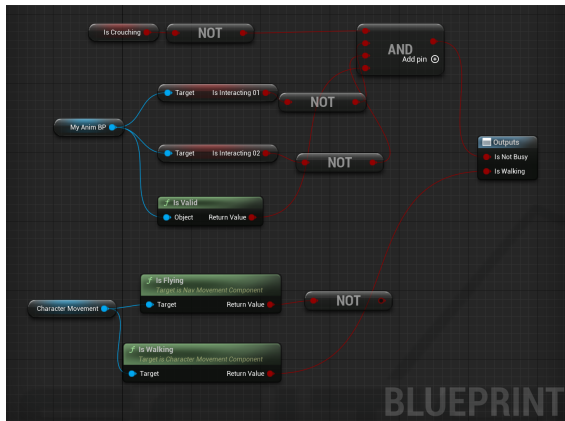 Is Crouching
NOT
AND
Add pin
Target
Is Interacting 01
NOT
My Anim BP
Target
Is Interacting 02
NOT
Outputs
Is Not Busy
Is Walking
f Is Valid
Object
Return Value
f Is Flying
Target is Nav Movement Component
Target
Return Value
NOT
Character Movement
f Is Walking
Target is Character Movement Component
Target
Return Value
BLUEPRINT